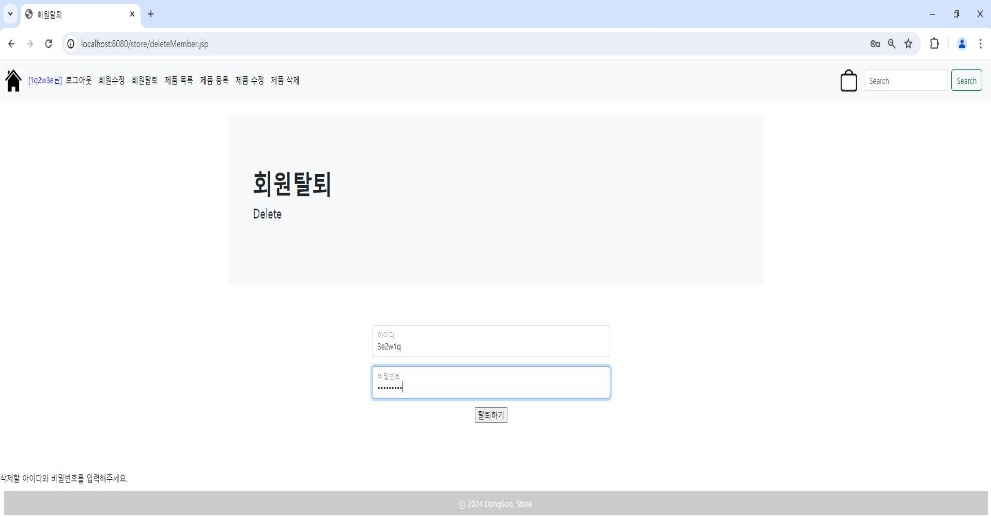 회원탈퇴
localhost:8080/store/deleteMember.jsp
[1q2w3e님] 로그아웃 회원수정 회원탈퇴 제품 목록 제품 등록 제품 수정 제품 삭제 Search Search
회원탈퇴
Delete
아이디
3e2w1q
비밀번호
탈퇴하기
삭제할 아이디와 비밀번호를 입력해주세요.
© 2024 DongSoo, Store